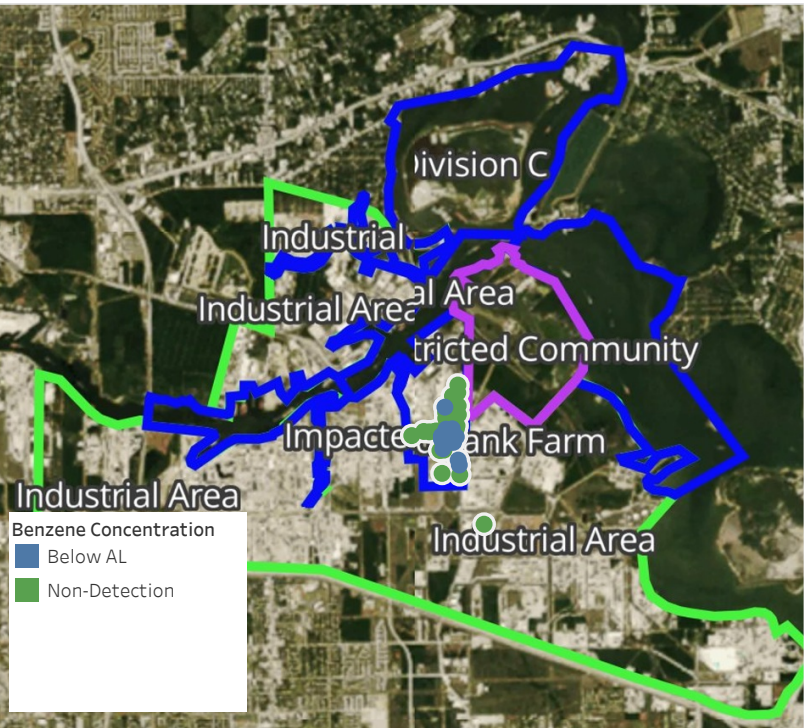 Division C
Industrial
Industrial Area
al Area
tricted Community
Impacte
ank Farm
Industrial Area
Industrial Area
Benzene Concentration
Below AL
Non-Detection